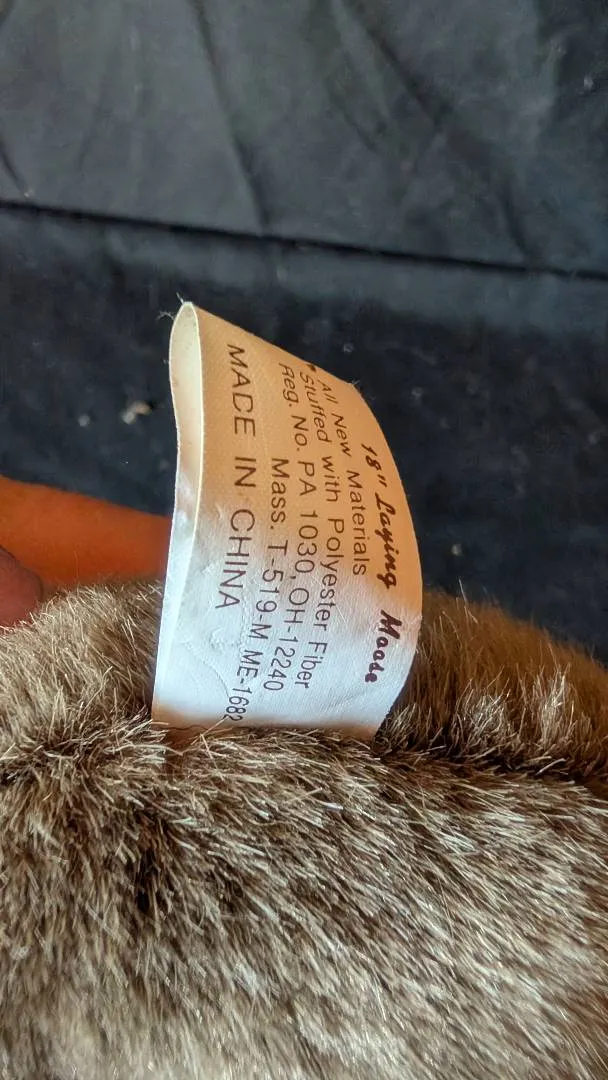 18" Laying Moose
All New Materials
Stuffed with Polyester Fiber
Reg. No. PA 1030, OH-12240
Mass. T-519-M ME-1682
MADE IN CHINA